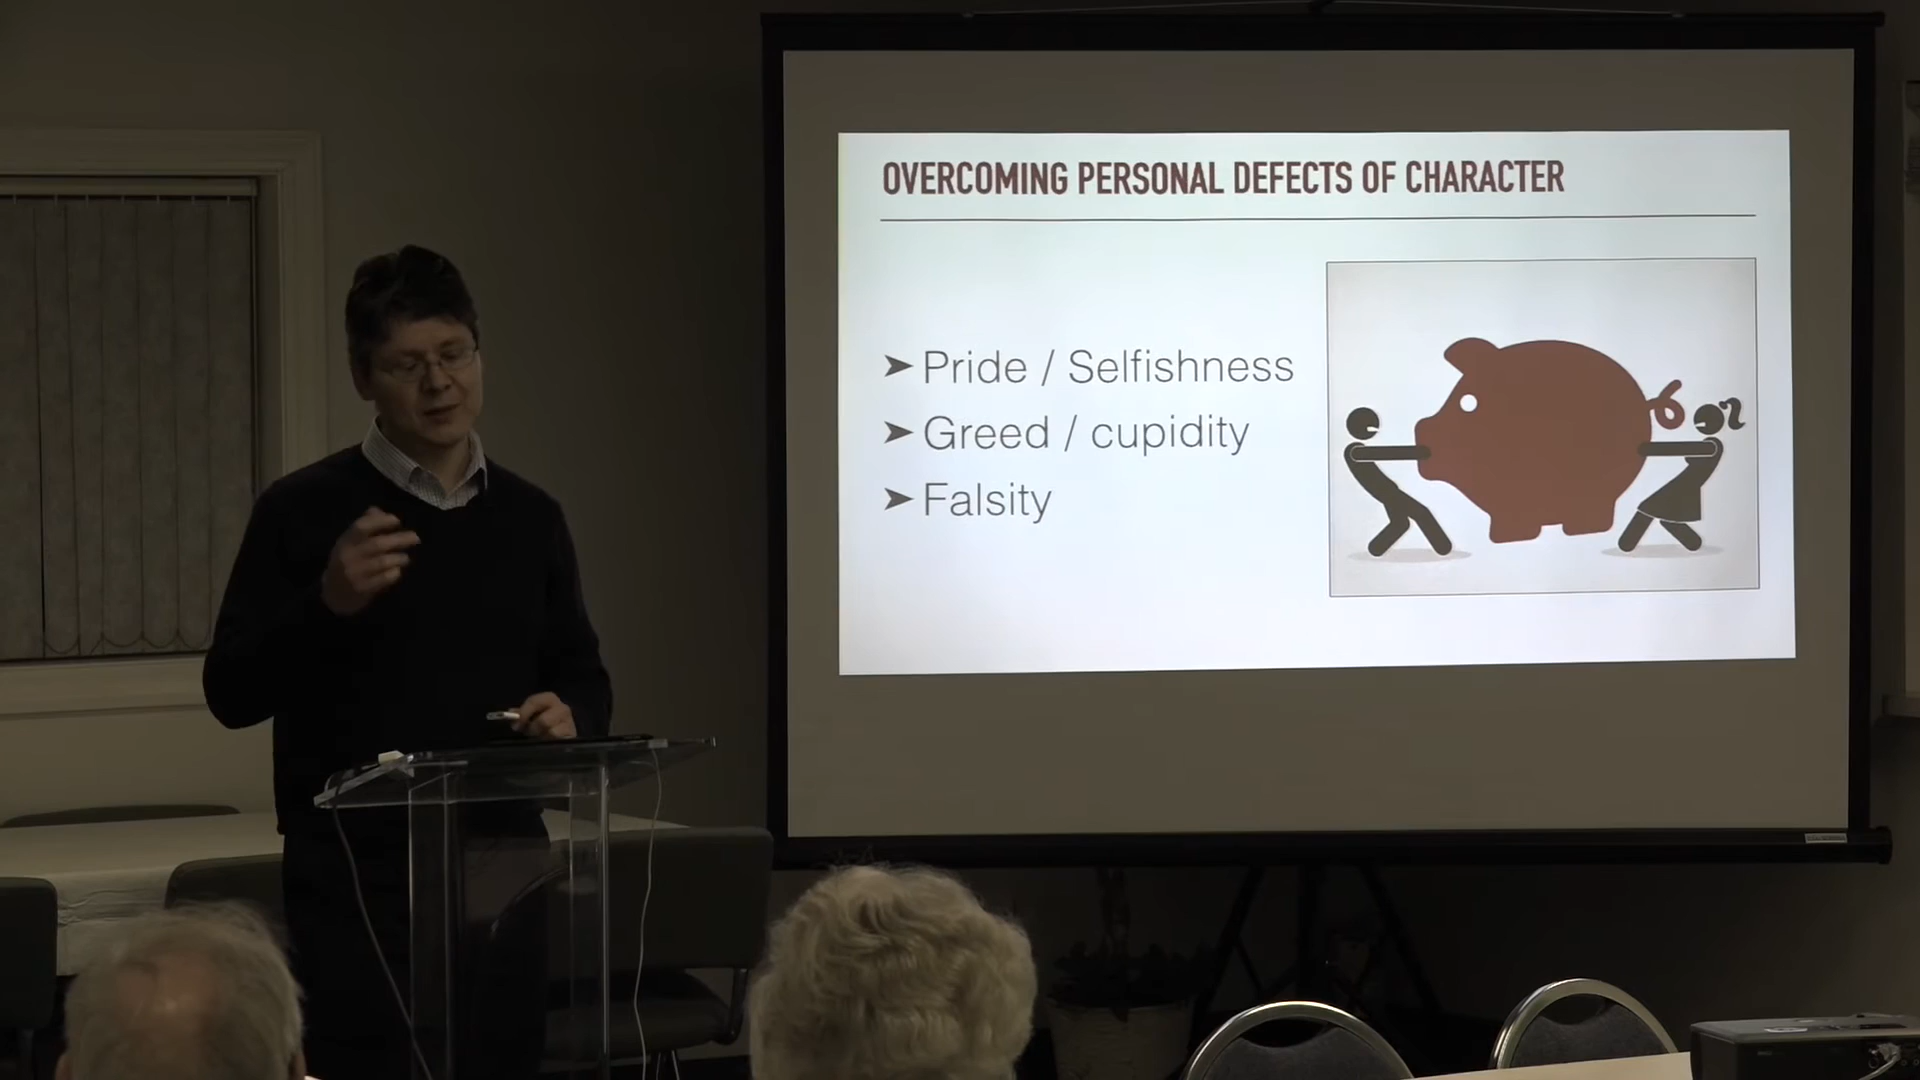 OVERCOMING PERSONAL DEFECTS OF CHARACTER
➤ Pride / Selfishness
➤ Greed / cupidity
➤ Falsity